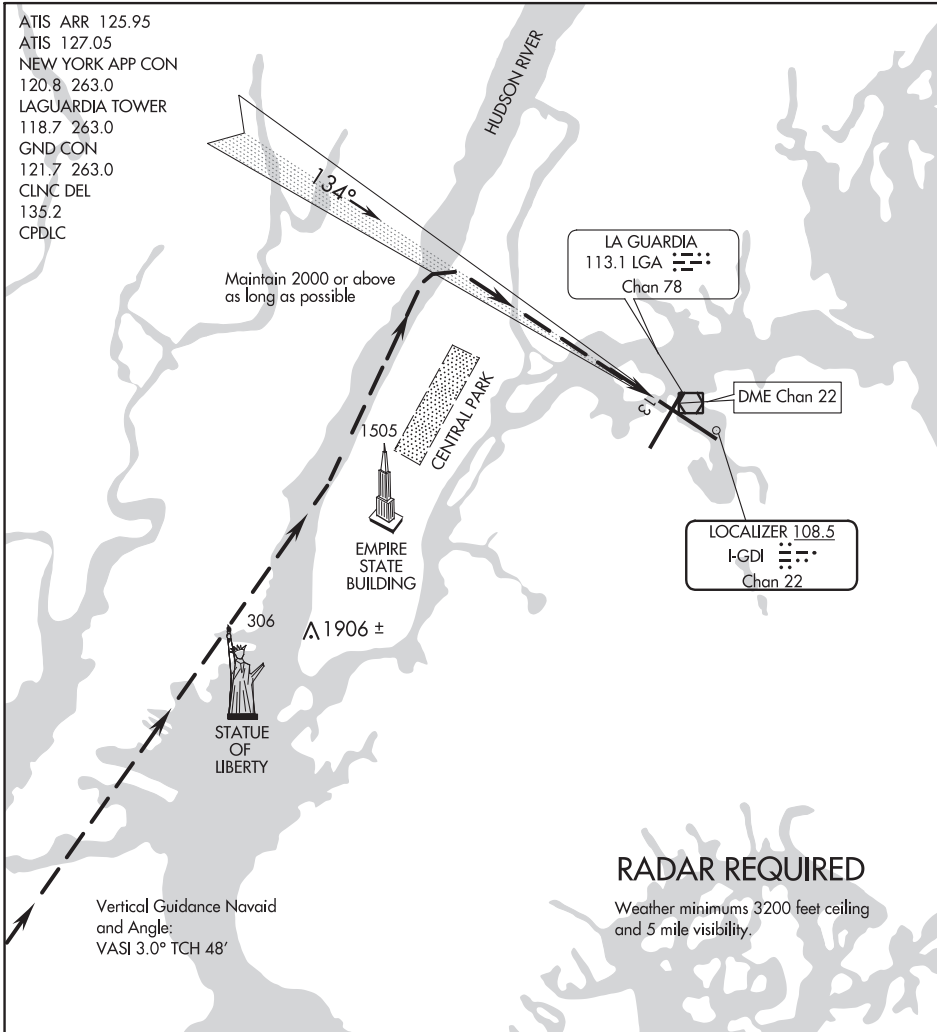 ATIS ARR 125.95
ATIS 127.05
NEW YORK APP CON
120.8 263.0
LAGUARDIA TOWER
118.7 263.0
GND CON
121.7 263.0
CLNC DEL
135.2
CPDLC
HUDSON RIVER
134°
Maintain 2000 or above
as long as possible
LA GUARDIA
113.1 LGA
Chan 78
DME Chan 22
13
CENTRAL PARK
1505
EMPIRE
STATE
BUILDING
LOCALIZER 108.5
I-GDI
Chan 22
306
1906 ±
STATUE
OF
LIBERTY
RADAR REQUIRED
Weather minimums 3200 feet ceiling
and 5 mile visibility.
Vertical Guidance Navaid
and Angle:
VASI 3.0° TCH 48'